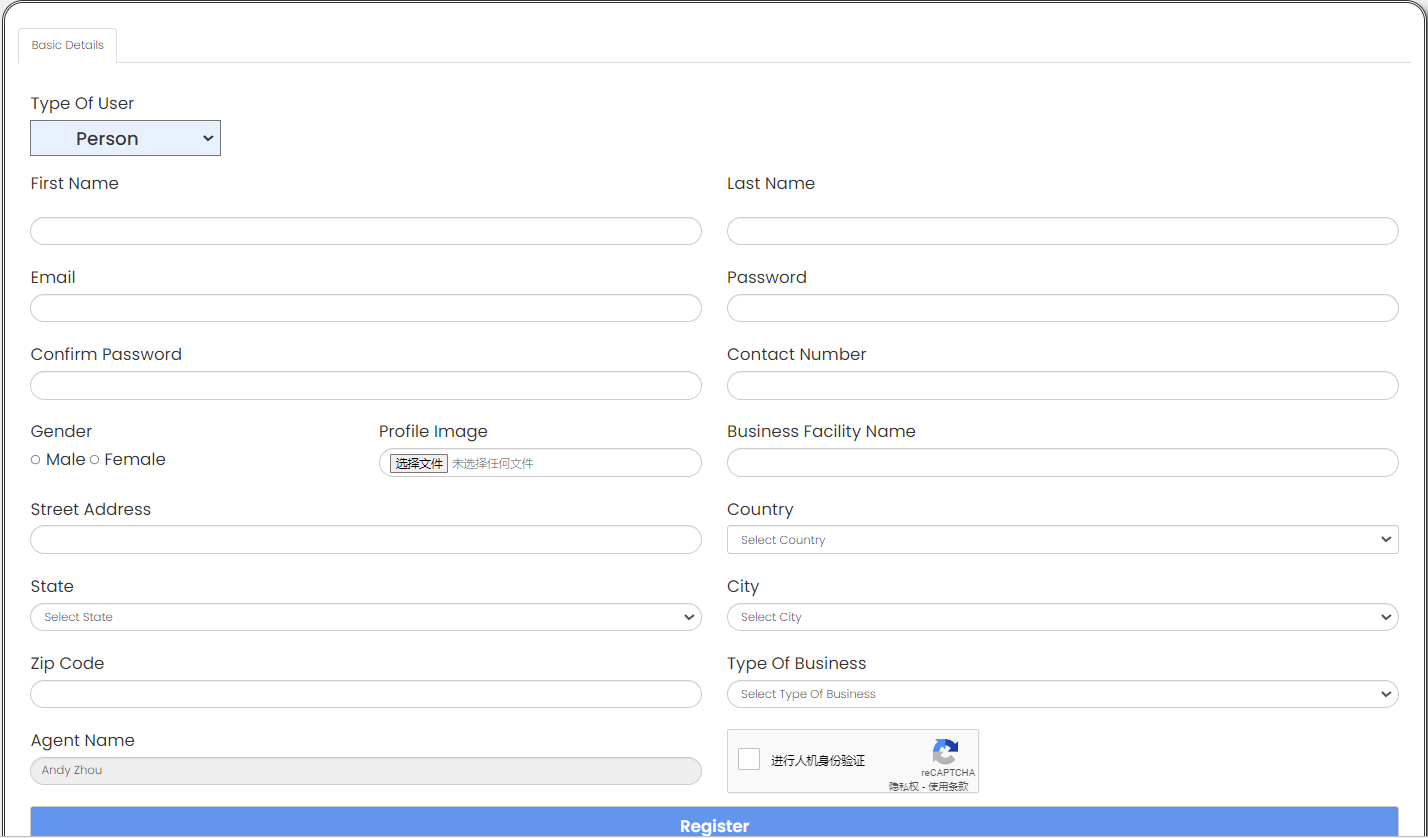 Basic Details
Type Of User
Person
First Name
Last Name
Email
Password
Confirm Password
Contact Number
Gender
Profile Image
Business Facility Name
Male Female
选择文件 未选择任何文件
Street Address
Country
Select Country
State
City
Select State
Select City
Zip Code
Type Of Business
Select Type Of Business
Agent Name
Andy Zhou
进行人机身份验证
reCAPTCHA
隐私权 - 使用条款
Register